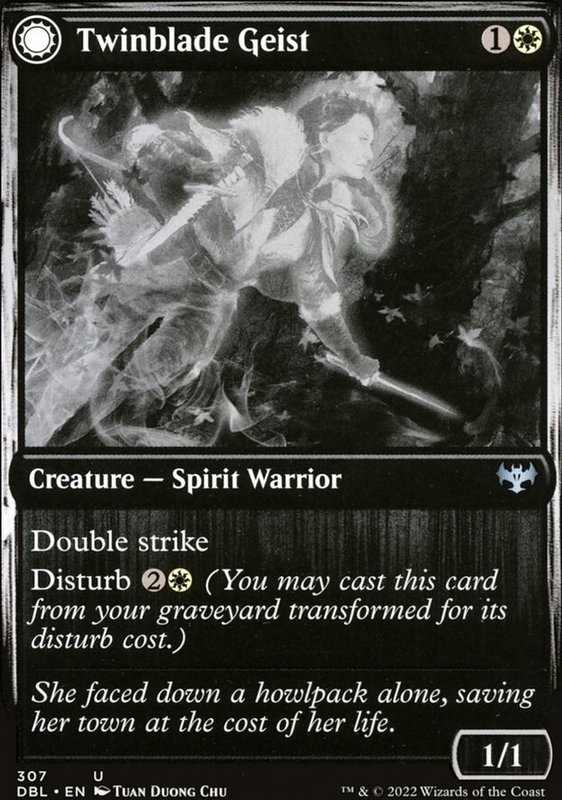 Twinblade Geist
1
Creature — Spirit Warrior
Double strike
Disturb 2 (You may cast this card
from your graveyard transformed for its
disturb cost.)
She faced down a howlpack alone, saving
her town at the cost of her life.
1/1
307 U
DBL • EN Tuan Duong Chu
™ & © 2022 Wizards of the Coast